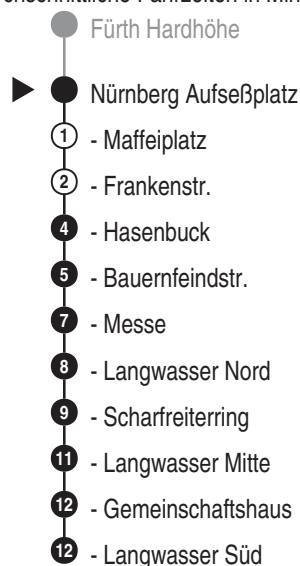 Fürth Hardhöhe
Nürnberg Aufseßplatz
1 - Maffeiplatz
2 - Frankenstr.
4 - Hasenbuck
5 - Bauernfeindstr.
7 - Messe
8 - Langwasser Nord
9 - Scharfreiterring
11 - Langwasser Mitte
12 - Gemeinschaftshaus
12 - Langwasser Süd